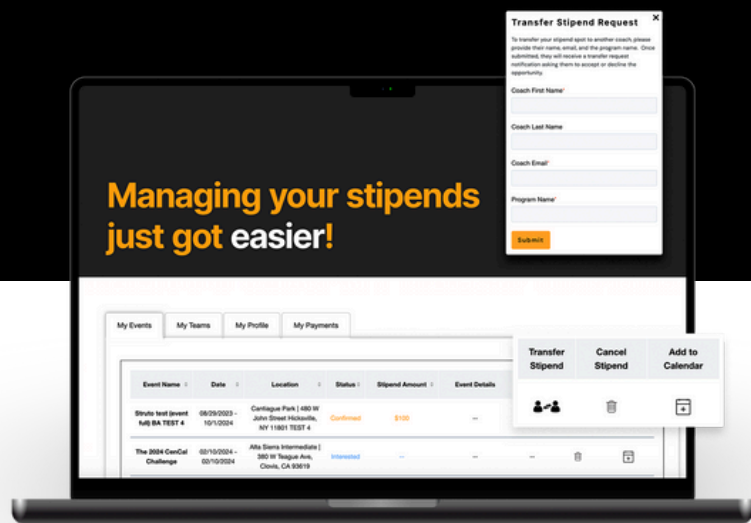 Transfer Stipend Request
To transfer your stipend spot to another coach, please
provide their name, email, and the program name. Once
submitted, they will receive a transfer request
notification asking them to accept or decline the
opportunity.
Coach First Name*
Coach Last Name
Coach Email*
Program Name*
Submit
Managing your stipends
just got easier!
My Events My Teams My Profile My Payments
Event Name Date Location Status Stipend Amount Event Details
Struto test (event
full) BA TEST 4
08/29/2023 -
10/1/2024
Cantiague Park | 480 W
John Street Hicksville,
NY 11801 TEST 4
Confirmed
$100
--
The 2024 CenCal
Challenge
02/10/2024 -
02/10/2024
Alta Sierra Intermediate |
380 W Teague Ave,
Clovis, CA 93619
Interested
--
--
--
Transfer
Stipend
Cancel
Stipend
Add to
Calendar